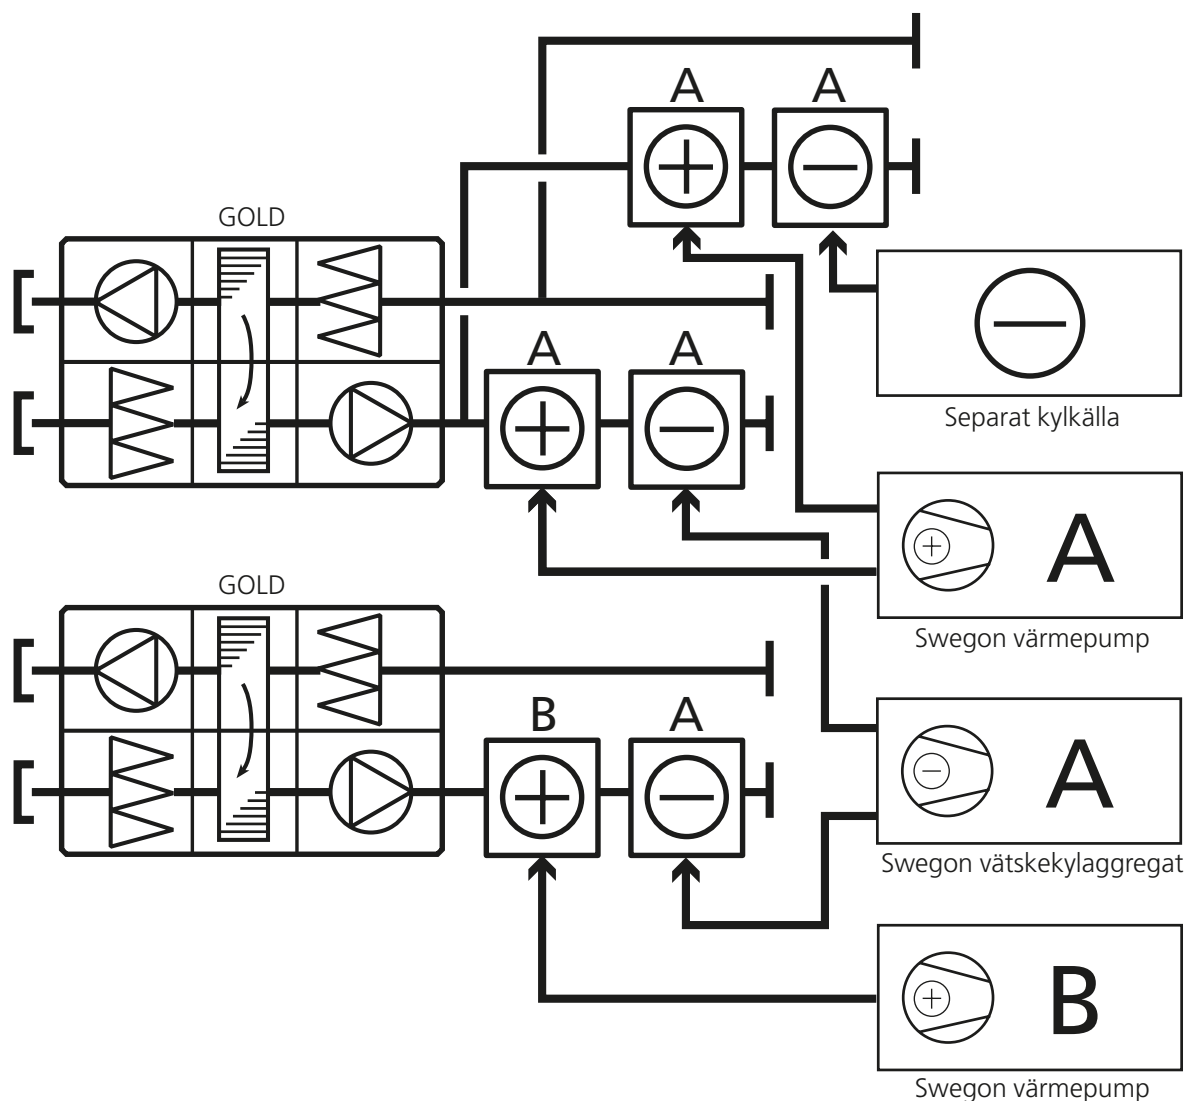 A A
GOLD
A A
Separat kylkälla
A
Swegon värmepump
GOLD
B A
A
Swegon vätskekylaggregat
B
Swegon värmepump